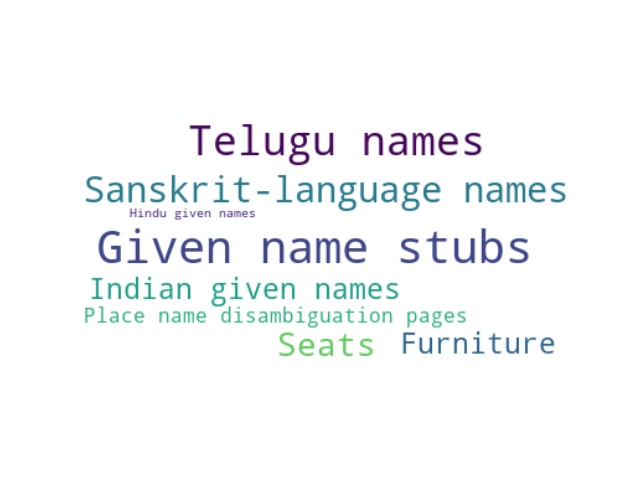 Telugu names
Sanskrit-language names
Hindu given names
Given name stubs
Indian given names
Place name disambiguation pages
Seats Furniture